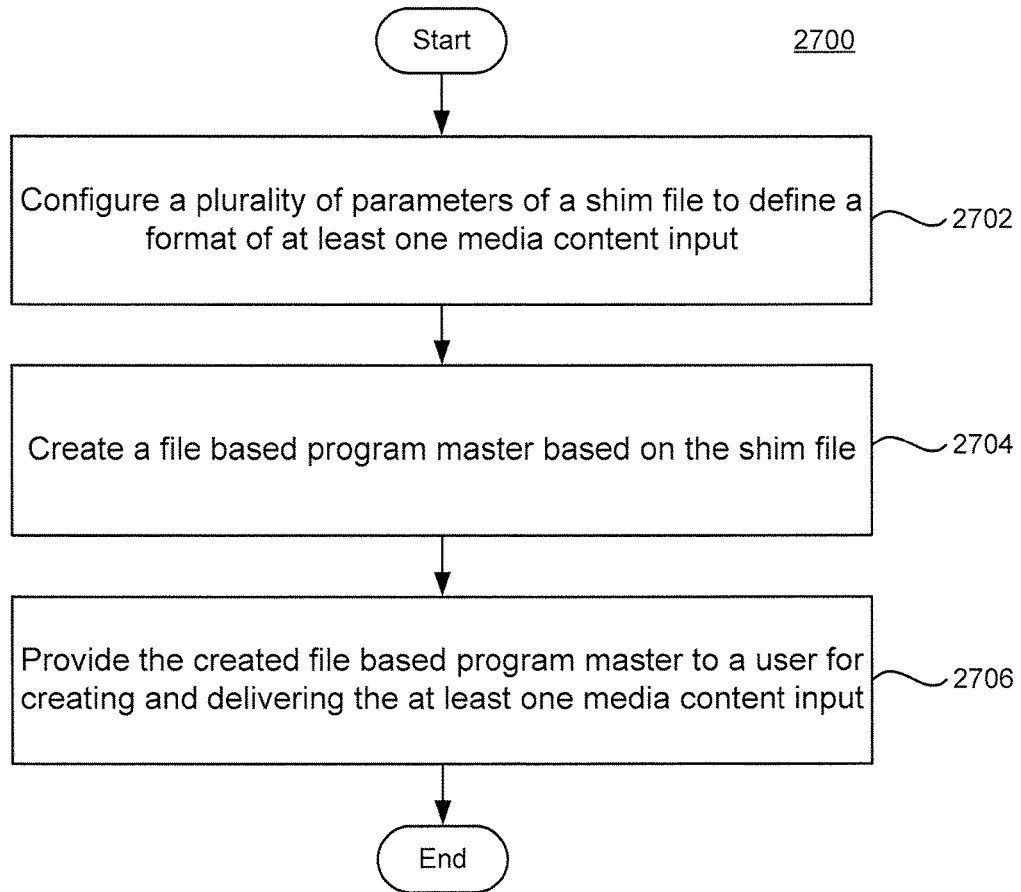 Start
2700
Configure a plurality of parameters of a shim file to define a
format of at least one media content input
2702
Create a file based program master based on the shim file
2704
Provide the created file based program master to a user for
creating and delivering the at least one media content input
2706
End